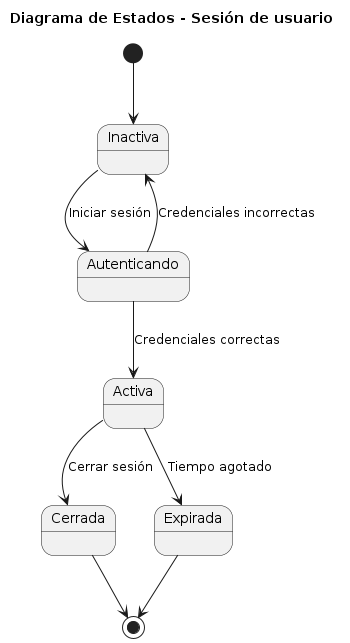 Diagrama de Estados - Sesión de usuario
Inactiva
Iniciar sesión
Credenciales incorrectas
Autenticando
Credenciales correctas
Activa
Cerrar sesión
Tiempo agotado
Cerrada
Expirada